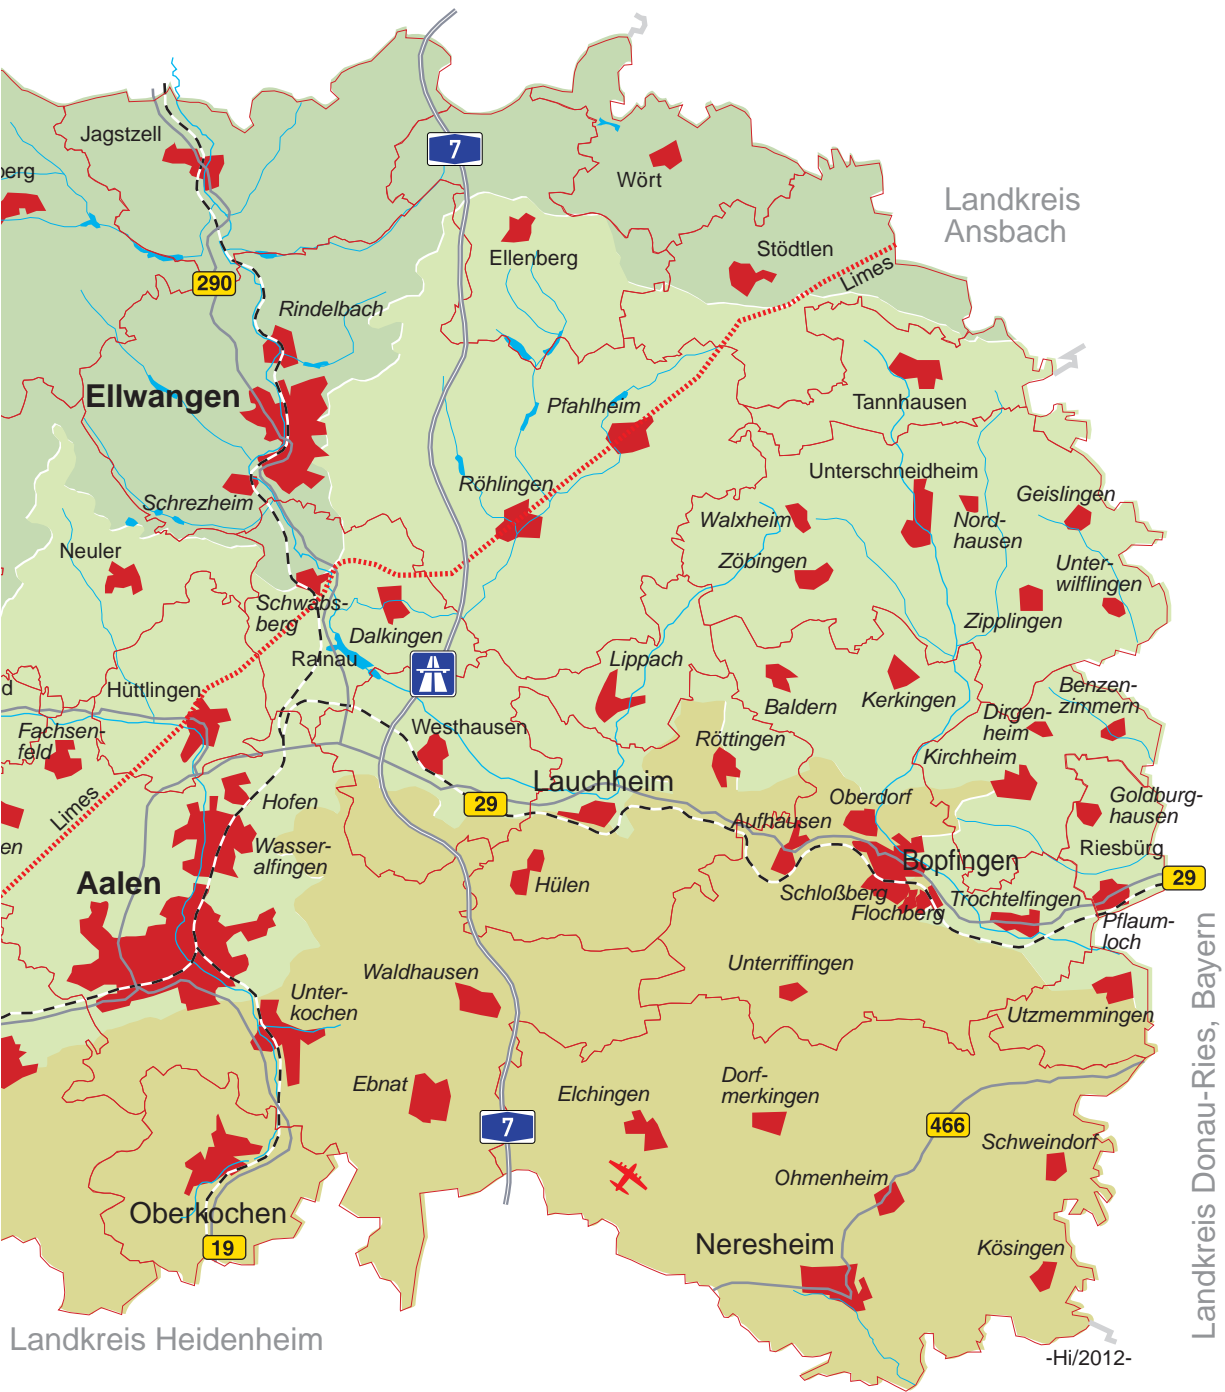 Jagstzell
7
berg
Wört
Landkreis
Ansbach
Stödtlen
Ellenberg
Limes
290
Rindelbach
Ellwangen
Pfahlheim
Tannhausen
Unterschneidheim
Röhlingen
Geislingen
Schrezheim
Walxheim
Nord-
hausen
Neuler
Zöbingen
Unter-
wilflingen
Schwabs-
berg
Zipplingen
Dalkingen
Rainau
Lippach
d
Hüttlingen
Baldern
Kerkingen
Benzen-
zimmern
Fachsen-
feld
Westhausen
Röttingen
Dirgen-
heim
Kirchheim
Lauchheim
29
Hofen
Oberdorf
Goldburg-
hausen
Limes
Aufhausen
en
Wasser-
alfingen
Bopfingen
Riesbürg
29
Aalen
Hülen
Schloßberg
Flochberg
Trochtelfingen
Pflaum-
loch
Waldhausen
Unterriffingen
Unter-
kochen
Utzmemmingen
Ebnat
Elchingen
Dorf-
merkingen
7
466
Schweindorf
Ohmenheim
Oberkochen
19
Neresheim
Kösingen
Landkreis Donau-Ries, Bayern
Landkreis Heidenheim
-Hi/2012-